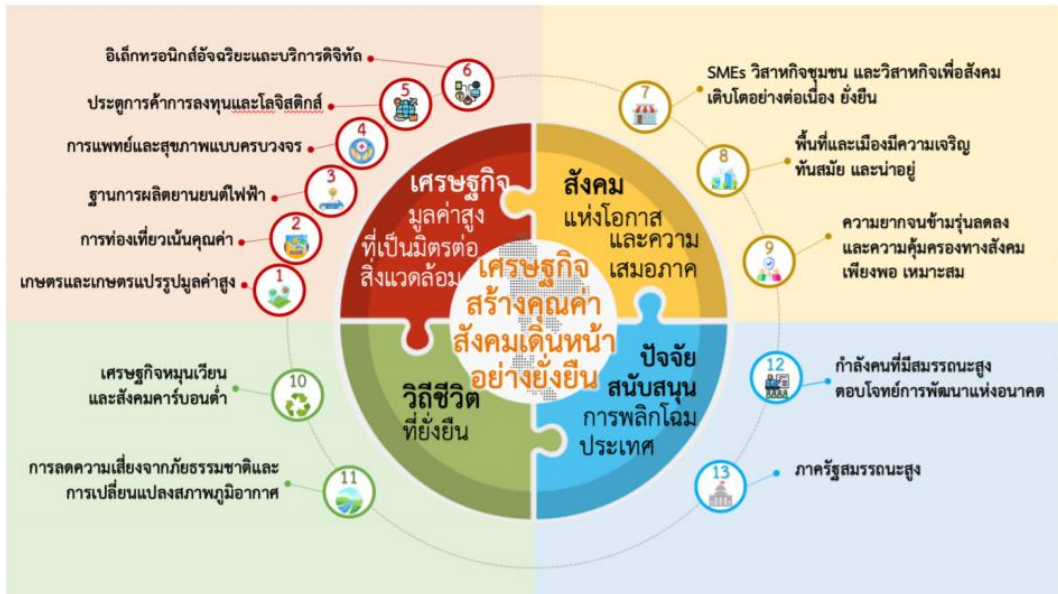 อิเล็กทรอนิกส์อัจฉริยะและบริการดิจิทัล
6
ประตูการค้าการลงทุนและโลจิสติกส์
5
การแพทย์และสุขภาพแบบครบวงจร
4
ฐานการผลิตยานยนต์ไฟฟ้า
3
การท่องเที่ยวเน้นคุณค่า
2
เกษตรและเกษตรแปรรูปมูลค่าสูง
1
เศรษฐกิจ
มูลค่าสูง
ที่เป็นมิตรต่อ
สิ่งแวดล้อม
สังคม
แห่งโอกาส
และความ
เสมอภาค
7
SMEs วิสาหกิจชุมชน และวิสาหกิจเพื่อสังคม
เติบโตอย่างต่อเนื่อง ยั่งยืน
8
พื้นที่และเมืองมีความเจริญ
ทันสมัย และน่าอยู่
9
ความยากจนข้ามรุ่นลดลง
และความคุ้มครองทางสังคม
เพียงพอ เหมาะสม
เศรษฐกิจ
สร้างคุณค่า
สังคมเดินหน้า
อย่างยั่งยืน
เศรษฐกิจหมุนเวียน
และสังคมคาร์บอนต่ำ
10
การลดความเสี่ยงจากภัยธรรมชาติและ
การเปลี่ยนแปลงสภาพภูมิอากาศ
11
วิถีชีวิต
ที่ยั่งยืน
ปัจจัย
สนับสนุน
การพลิกโฉม
ประเทศ
12
กำลังคนที่มีสมรรถนะสูง
ตอบโจทย์การพัฒนาแห่งอนาคต
13
ภาครัฐสมรรถนะสูง